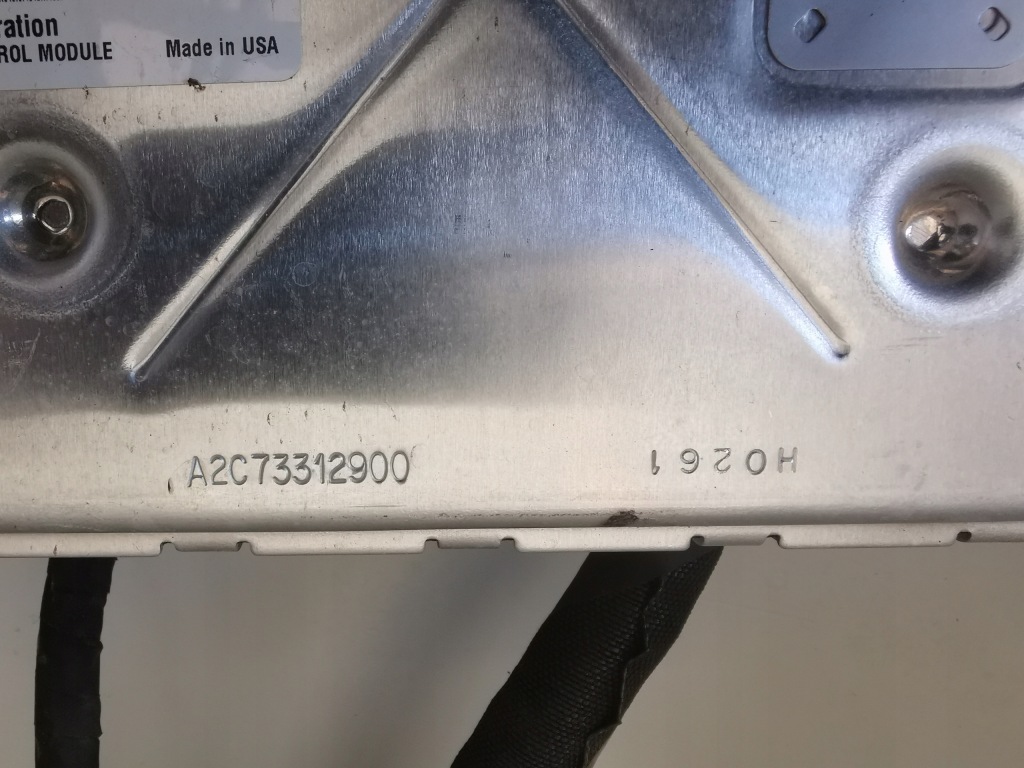 ration
ROL MODULE
Made in USA
A2C73312900
H0261